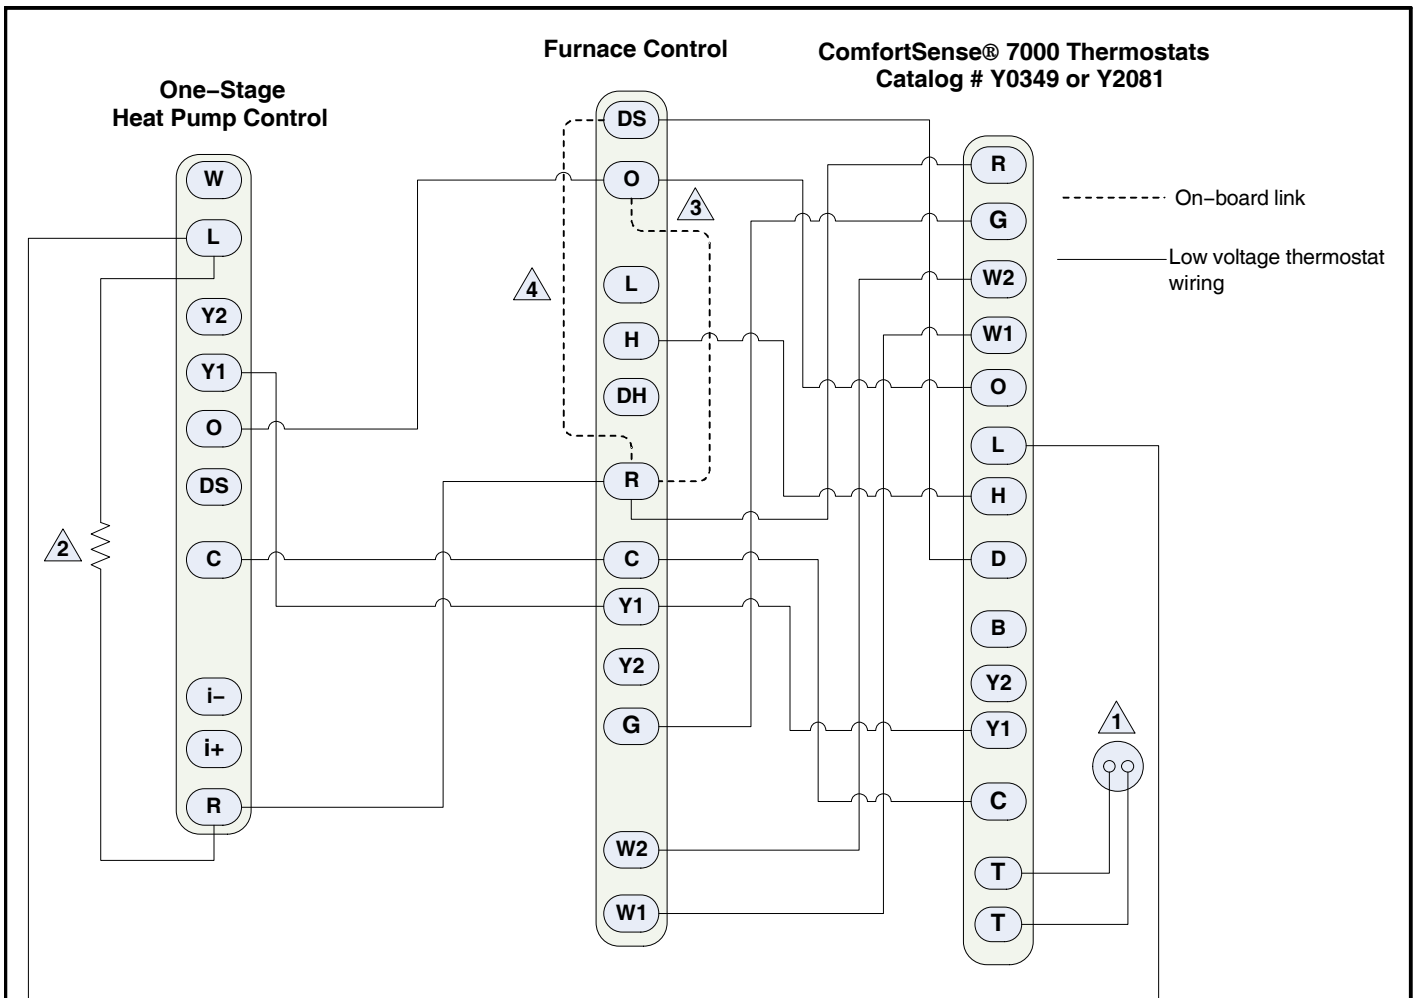 Furnace Control
ComfortSense® 7000 Thermostats
Catalog # Y0349 or Y2081
One−Stage
Heat Pump Control
W
L
Y2
Y1
O
DS
C
i−
i+
R
2
DS
O
L
H
DH
R
C
Y1
Y2
G
W2
W1
3
4
R
G
W2
W1
O
L
H
D
B
Y2
Y1
C
T
T
1
On−board link
Low voltage thermostat
wiring